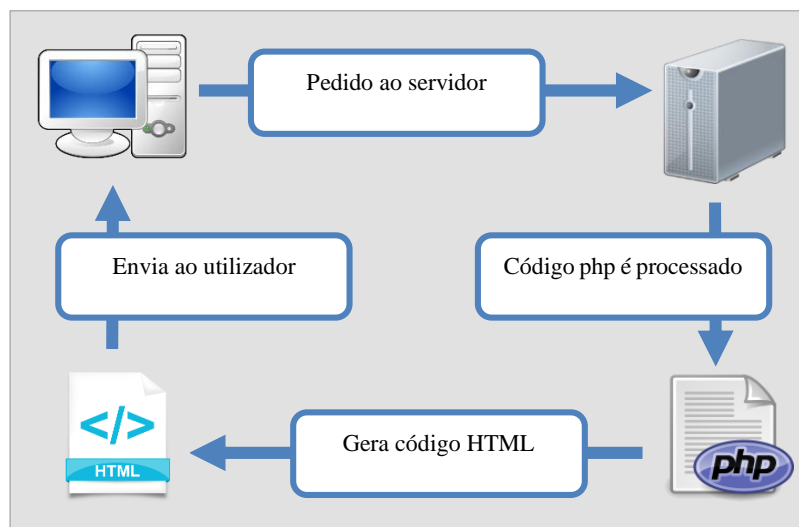 Pedido ao servidor
Envia ao utilizador
Código php é processado
</>
HTML
Gera código HTML
php